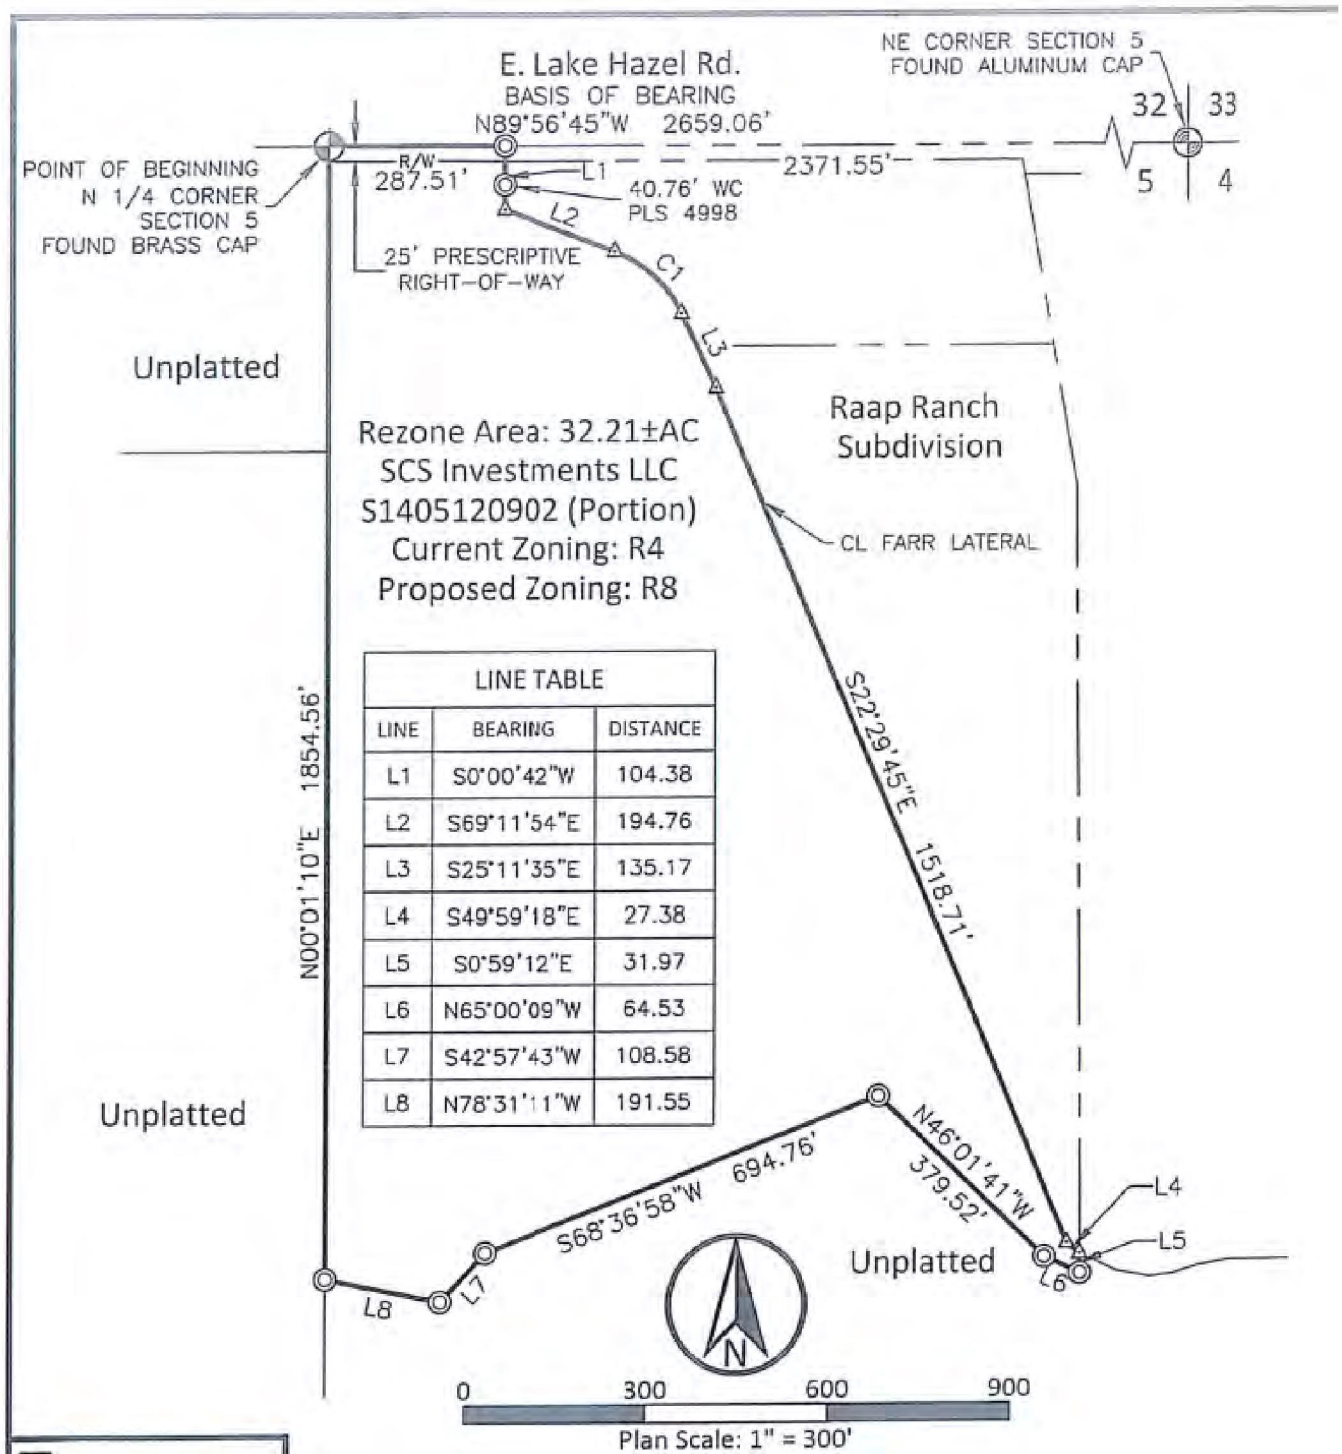 E. Lake Hazel Rd.
BASIS OF BEARING
N89°56'45"W 2659.06'
NE CORNER SECTION 5
FOUND ALUMINUM CAP
32 33
5 4
POINT OF BEGINNING
N 1/4 CORNER
SECTION 5
FOUND BRASS CAP
R/W
287.51'
L1
2371.55'
40.76' WC
PLS 4998
L2
25' PRESCRIPTIVE
RIGHT-OF-WAY
C1
L3
Unplatted
Raap Ranch
Subdivision
Rezone Area: 32.21±AC
SCS Investments LLC
S1405120902 (Portion)
Current Zoning: R4
Proposed Zoning: R8
CL FARR LATERAL
N00°01'10"E 1854.56'
S22°29'45"E 1518.71'
LINE TABLE
LINE BEARING DISTANCE
L1 S0°00'42"W 104.38
L2 S69°11'54"E 194.76
L3 S25°11'35"E 135.17
L4 S49°59'18"E 27.38
L5 S0°59'12"E 31.97
L6 N65°00'09"W 64.53
L7 S42°57'43"W 108.58
L8 N78°31'11"W 191.55
Unplatted
S68°36'58"W 694.76'
N46°01'41"W
379.52'
L4
L5
L6
Unplatted
L7
L8
N
0 300 600 900
Plan Scale: 1" = 300'